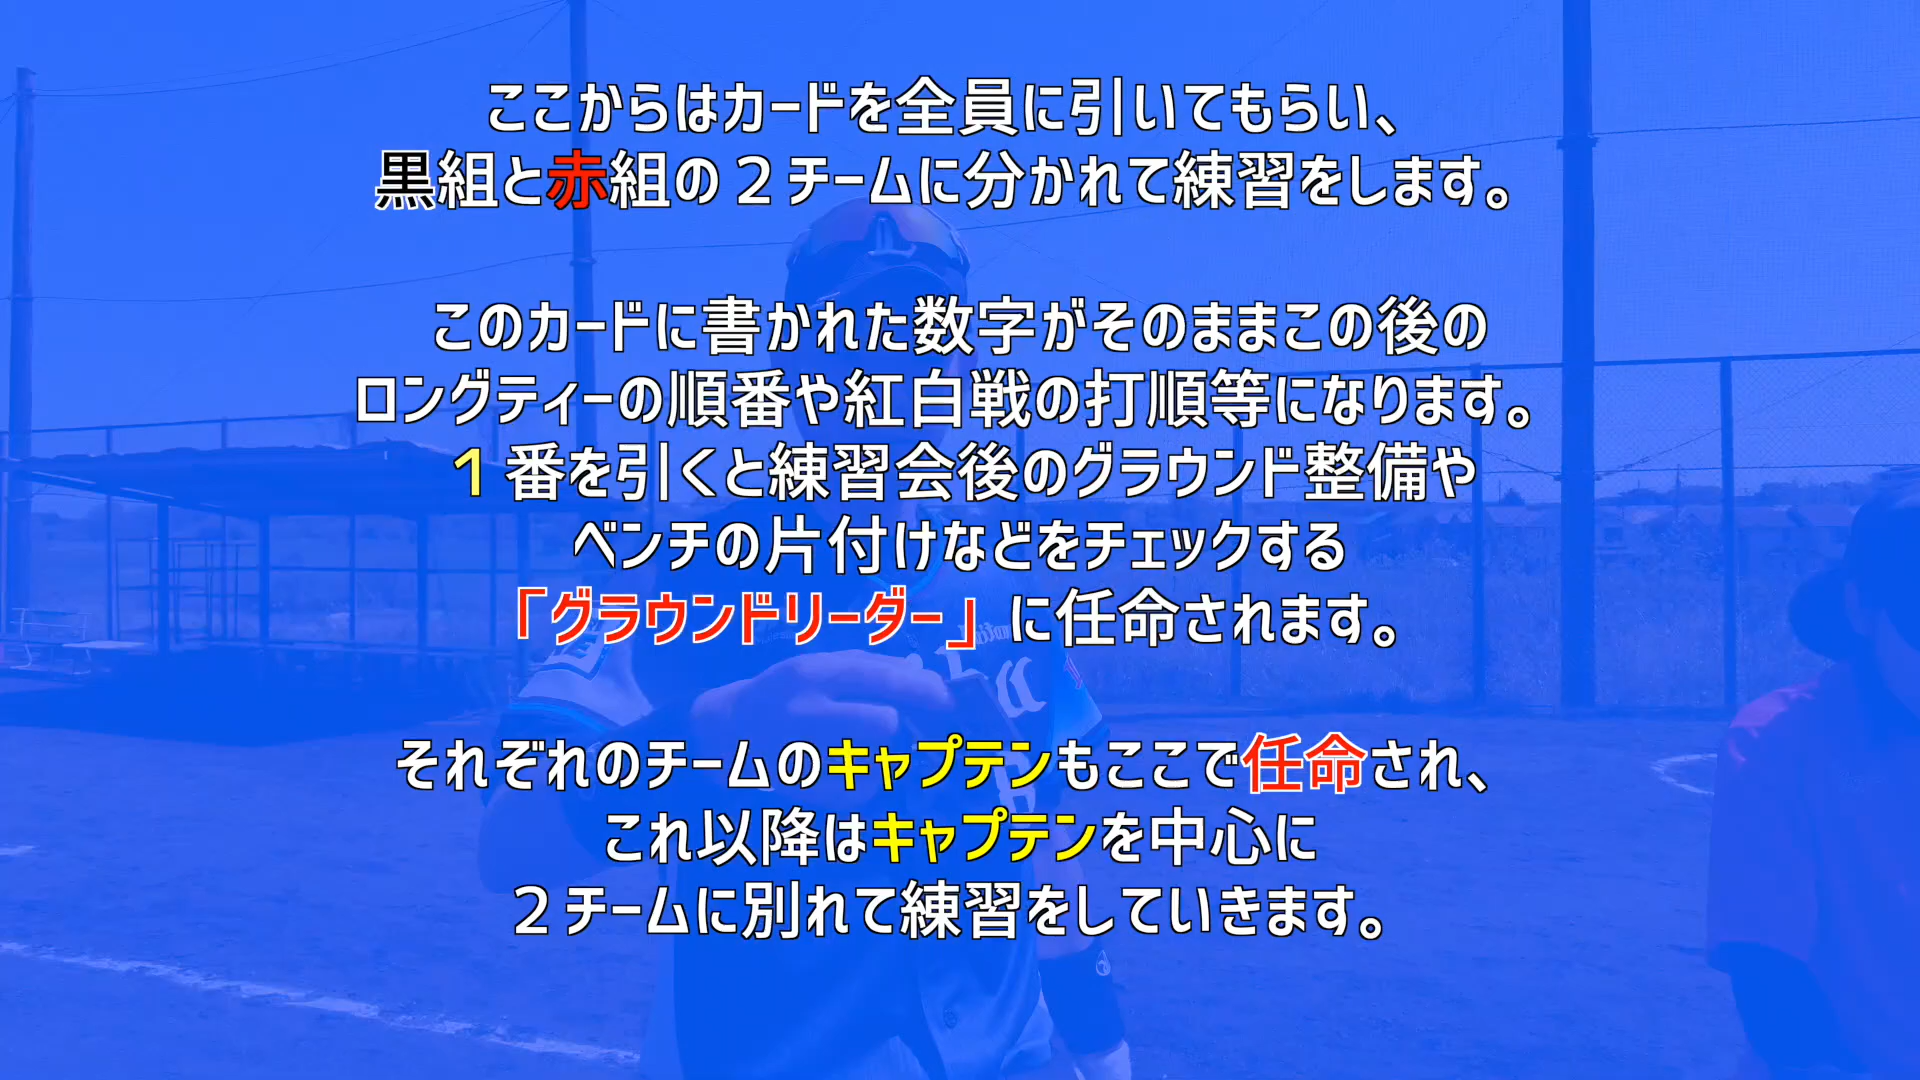 ここからはカードを全員に引いてもらい、
黒組と赤組の２チームに分かれて練習をします。
このカードに書かれた数字がそのままこの後の
ロングティーの順番や紅白戦の打順等になります。
１番を引くと練習会後のグラウンド整備や
ベンチの片付けなどをチェックする
「グラウンドリーダー」に任命されます。
それぞれのチームのキャプテンもここで任命され、
これ以降はキャプテンを中心に
２チームに別れて練習をしていきます。